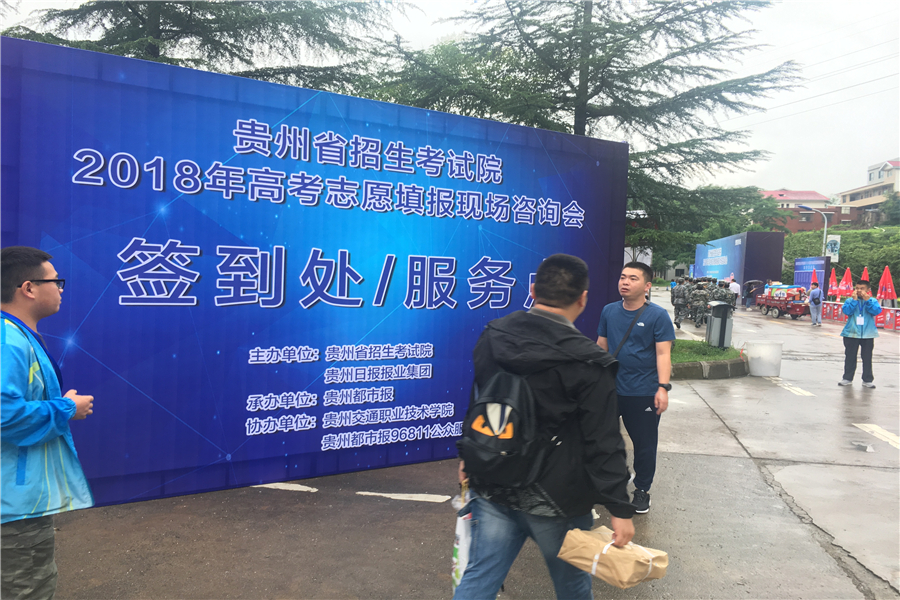 贵州省招生考试院
2018年高考志愿填报现场咨询会
签到处/服务点
主办单位：贵州省招生考试院
贵州日报报业集团
承办单位：贵州都市报
协办单位：贵州交通职业技术学院
贵州都市报96811公众服